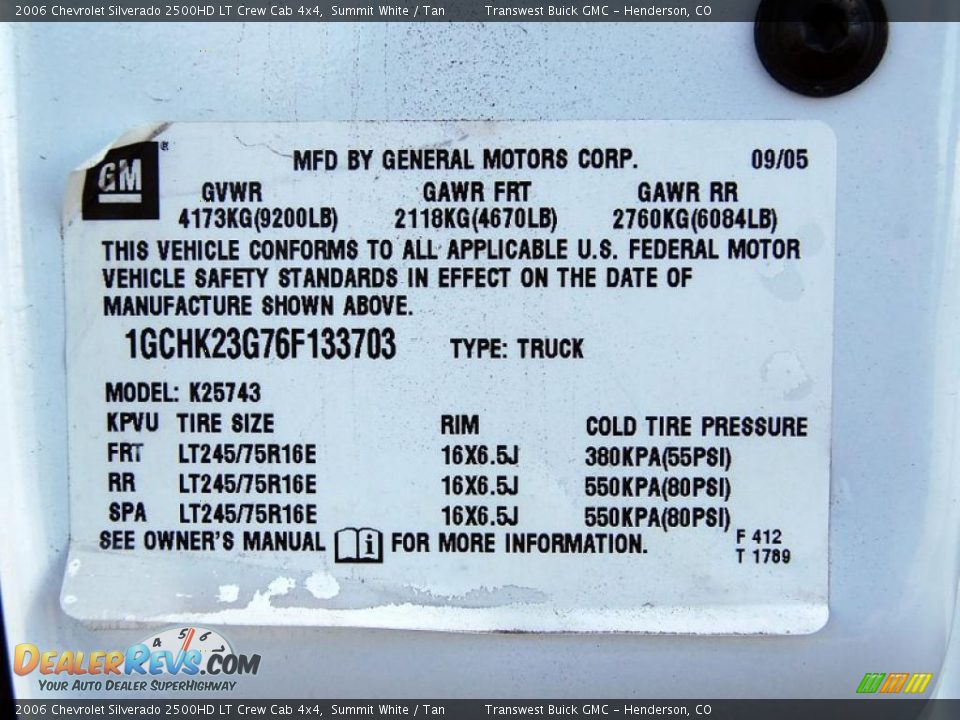 2006 Chevrolet Silverado 2500HD LT Crew Cab 4x4, Summit White / Tan Transwest Buick GMC - Henderson, CO
GM ® MFD BY GENERAL MOTORS CORP. 09/05
GVWR GAWR FRT GAWR RR
4173KG(9200LB) 2118KG(4670LB) 2760KG(6084LB)
THIS VEHICLE CONFORMS TO ALL APPLICABLE U.S. FEDERAL MOTOR
VEHICLE SAFETY STANDARDS IN EFFECT ON THE DATE OF
MANUFACTURE SHOWN ABOVE.
1GCHK23G76F133703 TYPE: TRUCK
MODEL: K25743
KPVU TIRE SIZE RIM COLD TIRE PRESSURE
FRT LT245/75R16E 16X6.5J 380KPA(55PSI)
RR LT245/75R16E 16X6.5J 550KPA(80PSI)
SPA LT245/75R16E 16X6.5J 550KPA(80PSI)
SEE OWNER'S MANUAL i FOR MORE INFORMATION. F 412
T 1789
4 5 6
DEALERREVS.COM
YOUR AUTO DEALER SUPERHIGHWAY
2006 Chevrolet Silverado 2500HD LT Crew Cab 4x4, Summit White / Tan Transwest Buick GMC - Henderson, CO